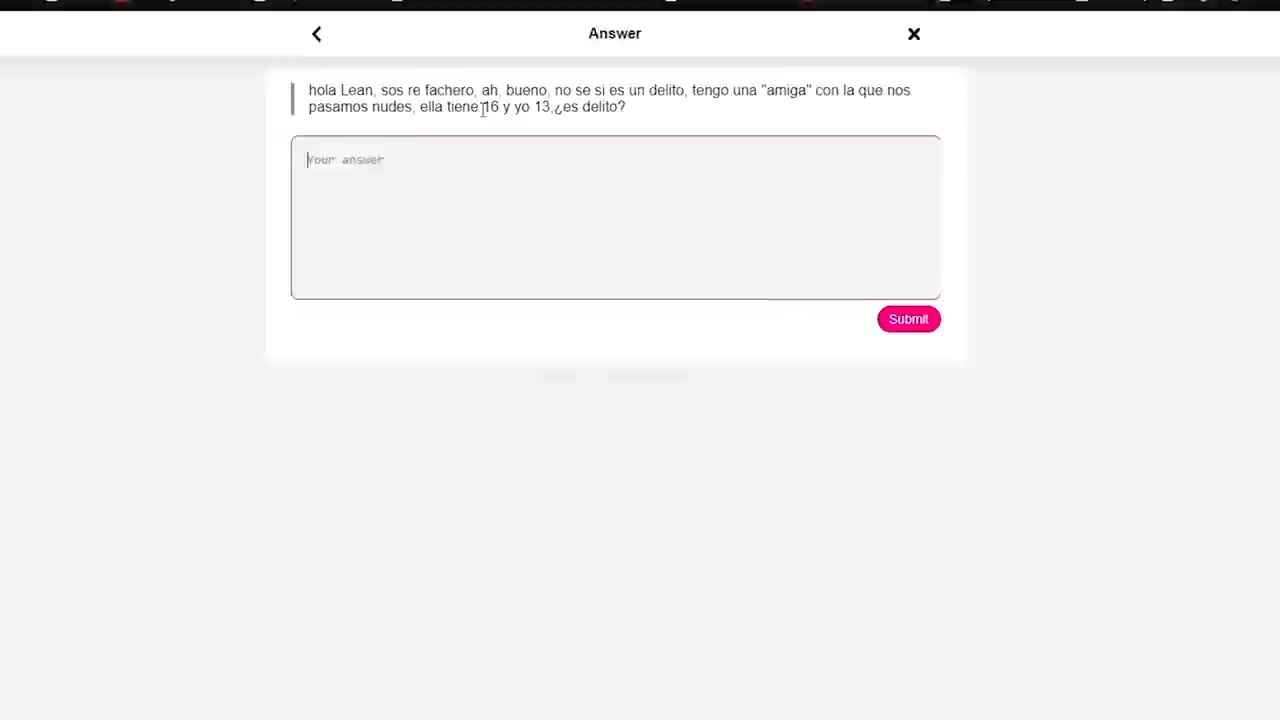 Answer
hola Lean, sos re fachero, ah, bueno, no se si es un delito, tengo una "amiga" con la que nos
pasamos nudes, ella tiene 16 y yo 13,¿es delito?
Your answer
Submit